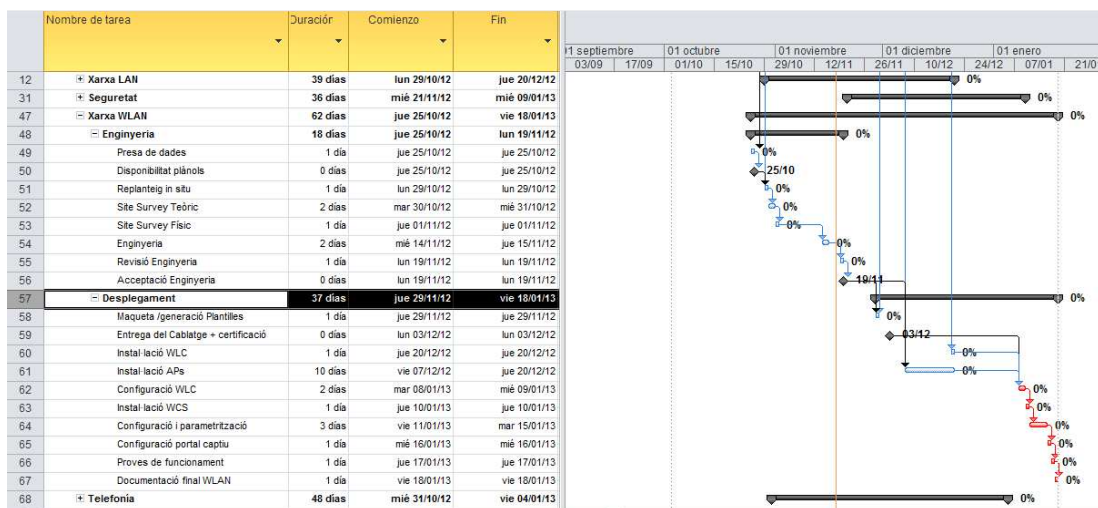 Nombre de tarea Duración Comienzo Fin
01 septiembre 01 octubre 01 noviembre 01 diciembre 01 enero
03/09 17/09 01/10 15/10 29/10 12/11 26/11 10/12 24/12 07/01 21/0
12 Xarxa LAN 39 días lun 29/10/12 jue 20/12/12 0%
31 Seguretat 36 días mié 21/11/12 mié 09/01/13 0%
47 Xarxa WLAN 62 días jue 25/10/12 vie 18/01/13 0%
48 Enginyeria 18 días jue 25/10/12 lun 19/11/12 0%
49 Presa de dades 1 día jue 25/10/12 jue 25/10/12 0%
50 Disponibilitat plànols 0 días jue 25/10/12 jue 25/10/12 25/10
51 Replanteig in situ 1 día lun 29/10/12 lun 29/10/12 0%
52 Site Survey Teòric 2 días mar 30/10/12 mié 31/10/12 0%
53 Site Survey Físic 1 día jue 01/11/12 jue 01/11/12 0%
54 Enginyeria 2 días mié 14/11/12 jue 15/11/12 0%
55 Revisió Enginyeria 1 día lun 19/11/12 lun 19/11/12 0%
56 Acceptació Enginyeria 0 días lun 19/11/12 lun 19/11/12 19/11
57 Desplegament 37 días jue 29/11/12 vie 18/01/13 0%
58 Maqueta /generació Plantilles 1 día jue 29/11/12 jue 29/11/12 0%
59 Entrega del Cablatge + certificació 0 días lun 03/12/12 lun 03/12/12 03/12
60 Instal·lació WLC 1 día jue 20/12/12 jue 20/12/12 0%
61 Instal·lació APs 10 días vie 07/12/12 jue 20/12/12 0%
62 Configuració WLC 2 días mar 08/01/13 mié 09/01/13 0%
63 Instal·lació WCS 1 día jue 10/01/13 jue 10/01/13 0%
64 Configuració i parametrització 3 días vie 11/01/13 mar 15/01/13 0%
65 Configuració portal captiu 1 día mié 16/01/13 mié 16/01/13 0%
66 Proves de funcionament 1 día jue 17/01/13 jue 17/01/13 0%
67 Documentació final WLAN 1 día vie 18/01/13 vie 18/01/13 0%
68 Telefonia 48 días mié 31/10/12 vie 04/01/13 0%